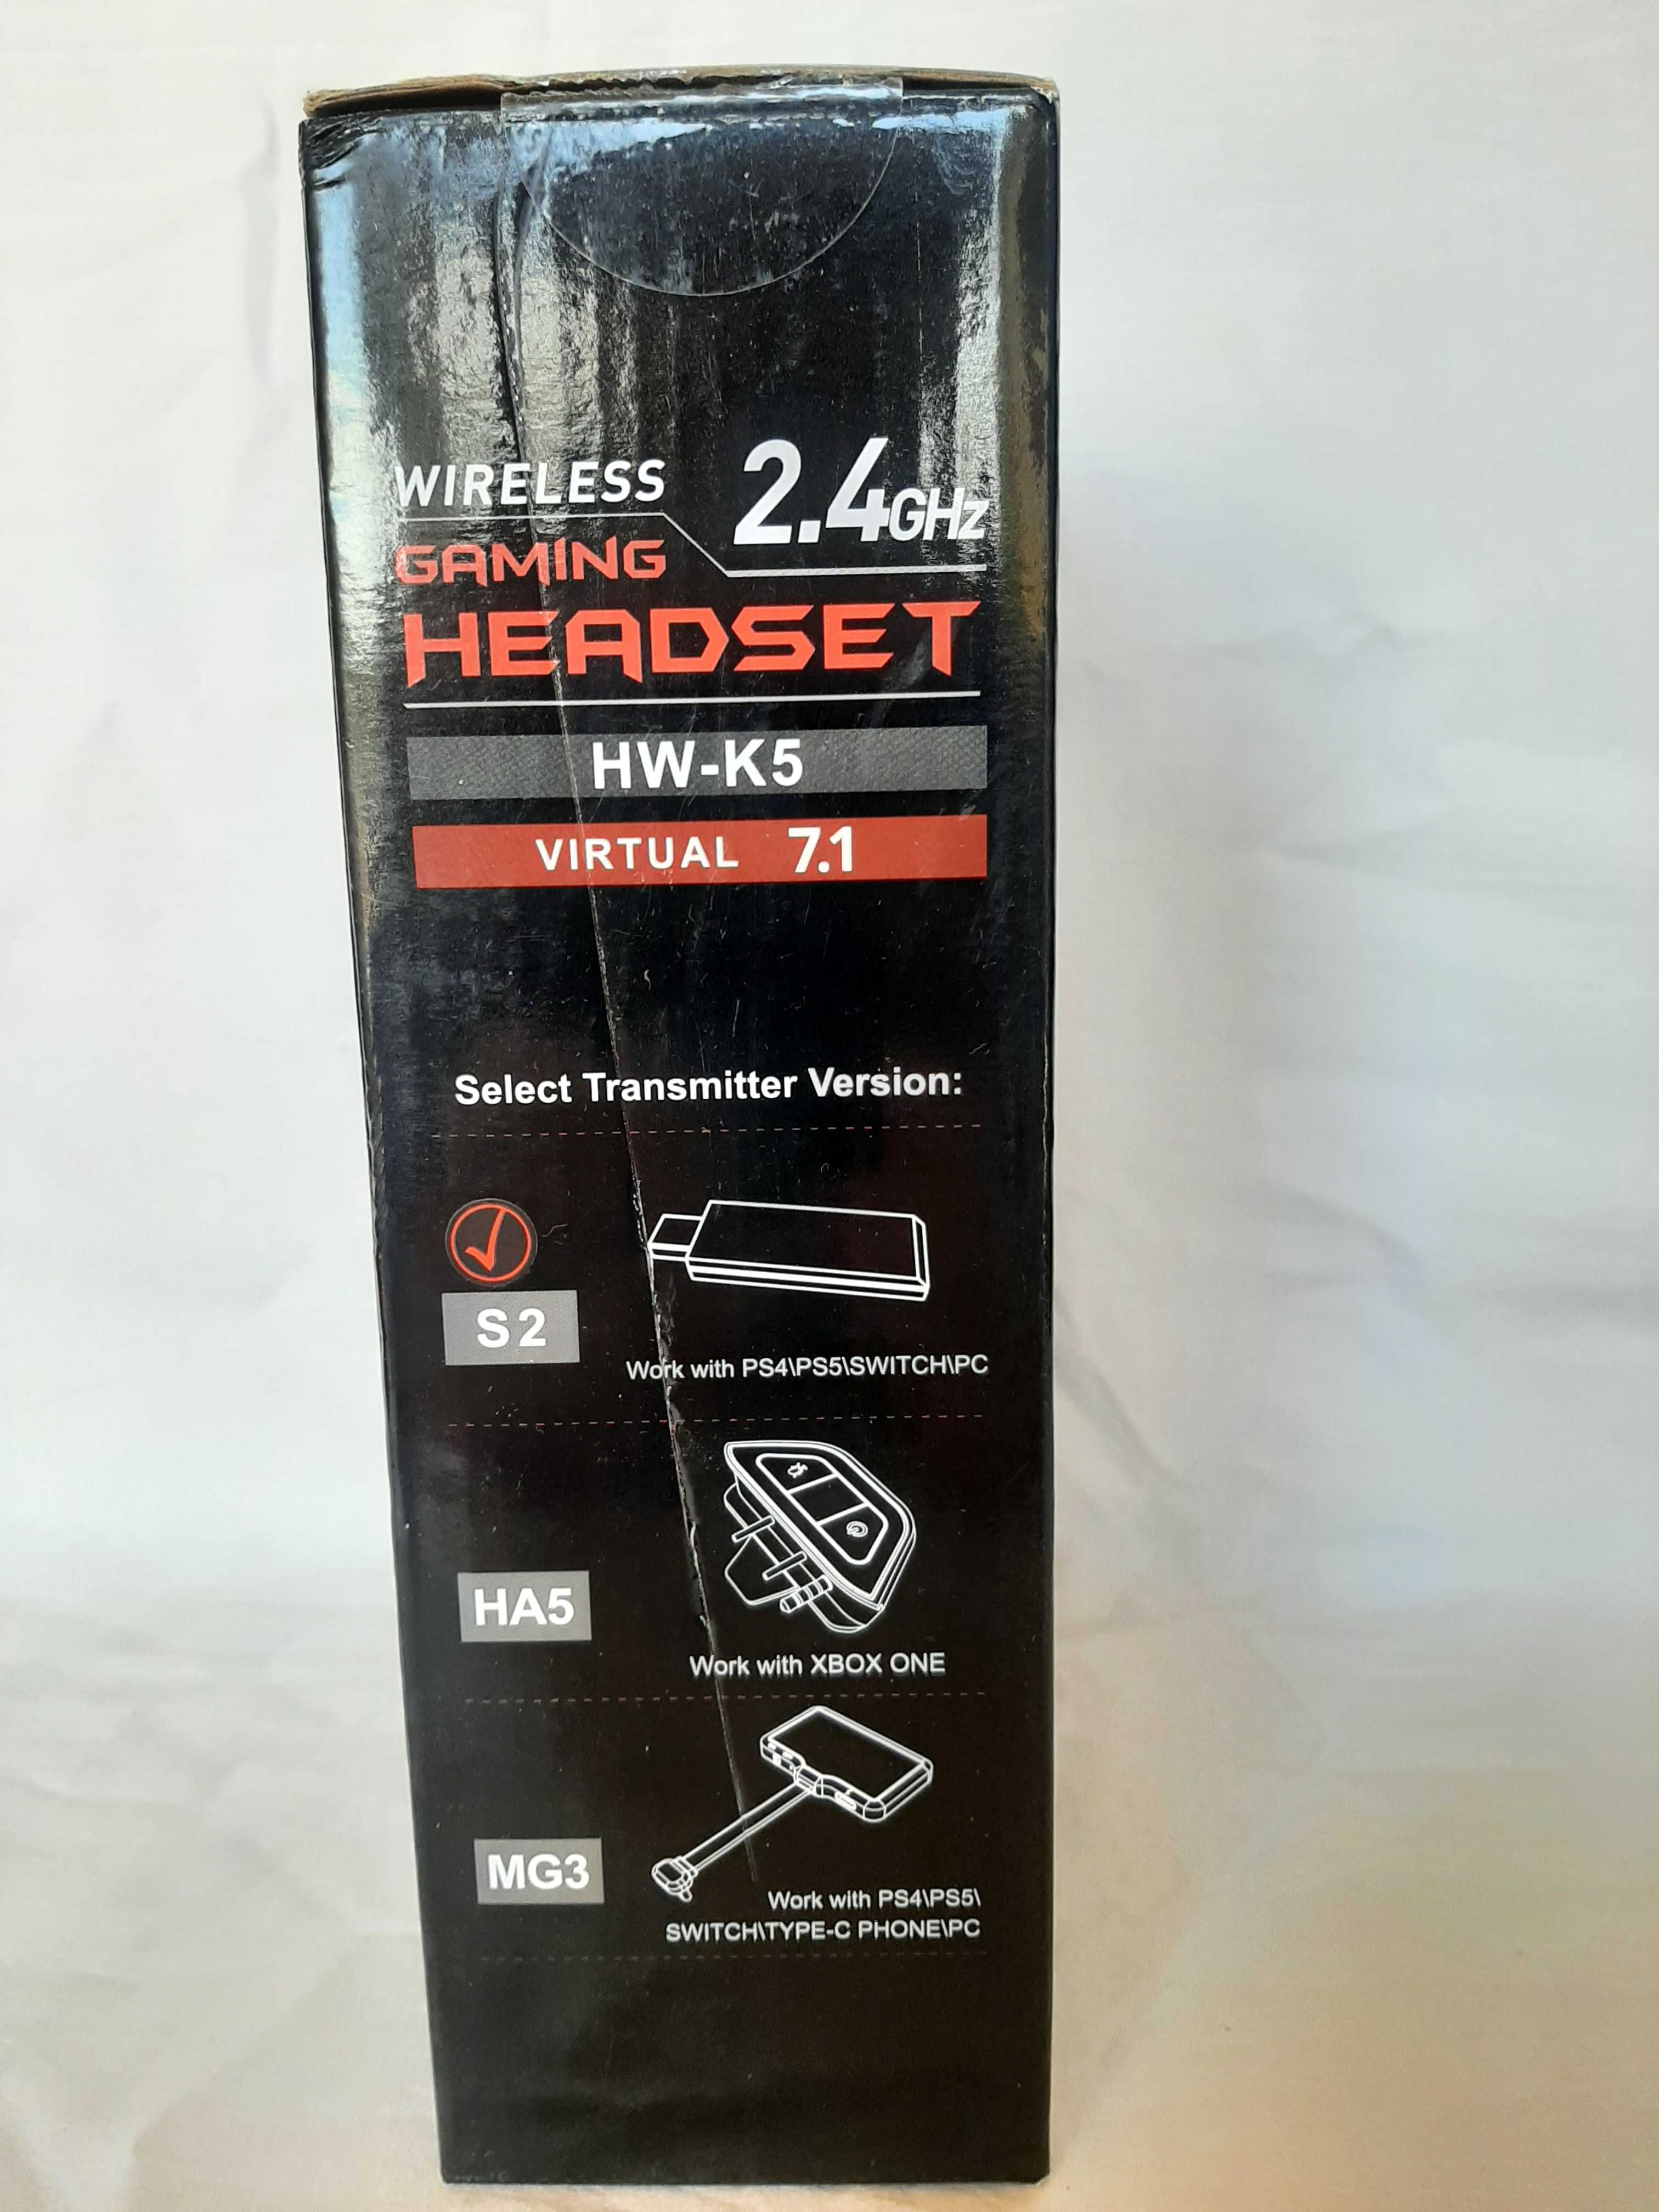 WIRELESS 2.4GHz
GAMING
HEADSET
HW-K5
VIRTUAL 7.1
Select Transmitter Version:
S2
Work with PS4\PS5\SWITCH\PC
HA5
Work with XBOX ONE
MG3
Work with PS4\PS5\
SWITCH\TYPE-C PHONE\PC